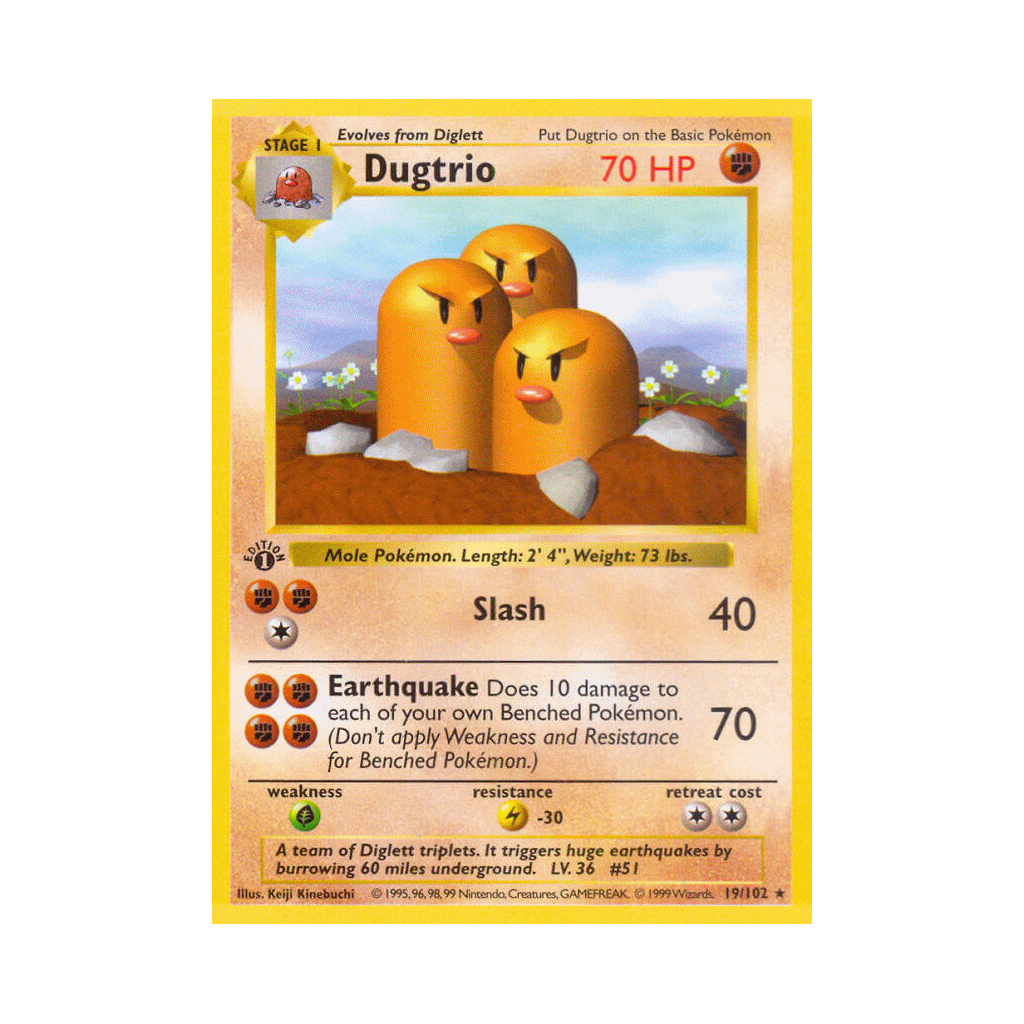 Evolves from Diglett
Put Dugtrio on the Basic Pokémon
STAGE 1
Dugtrio
70 HP
EDITION
1
Mole Pokémon. Length: 2' 4", Weight: 73 lbs.
Slash
40
Earthquake Does 10 damage to
each of your own Benched Pokémon.
(Don't apply Weakness and Resistance
for Benched Pokémon.)
70
weakness
resistance
retreat cost
-30
A team of Diglett triplets. It triggers huge earthquakes by
burrowing 60 miles underground. LV. 36 #51
Illus. Keiji Kinebuchi
© 1995, 96, 98, 99 Nintendo, Creatures, GAMEFREAK. © 1999 Wizards.
19/102 ★